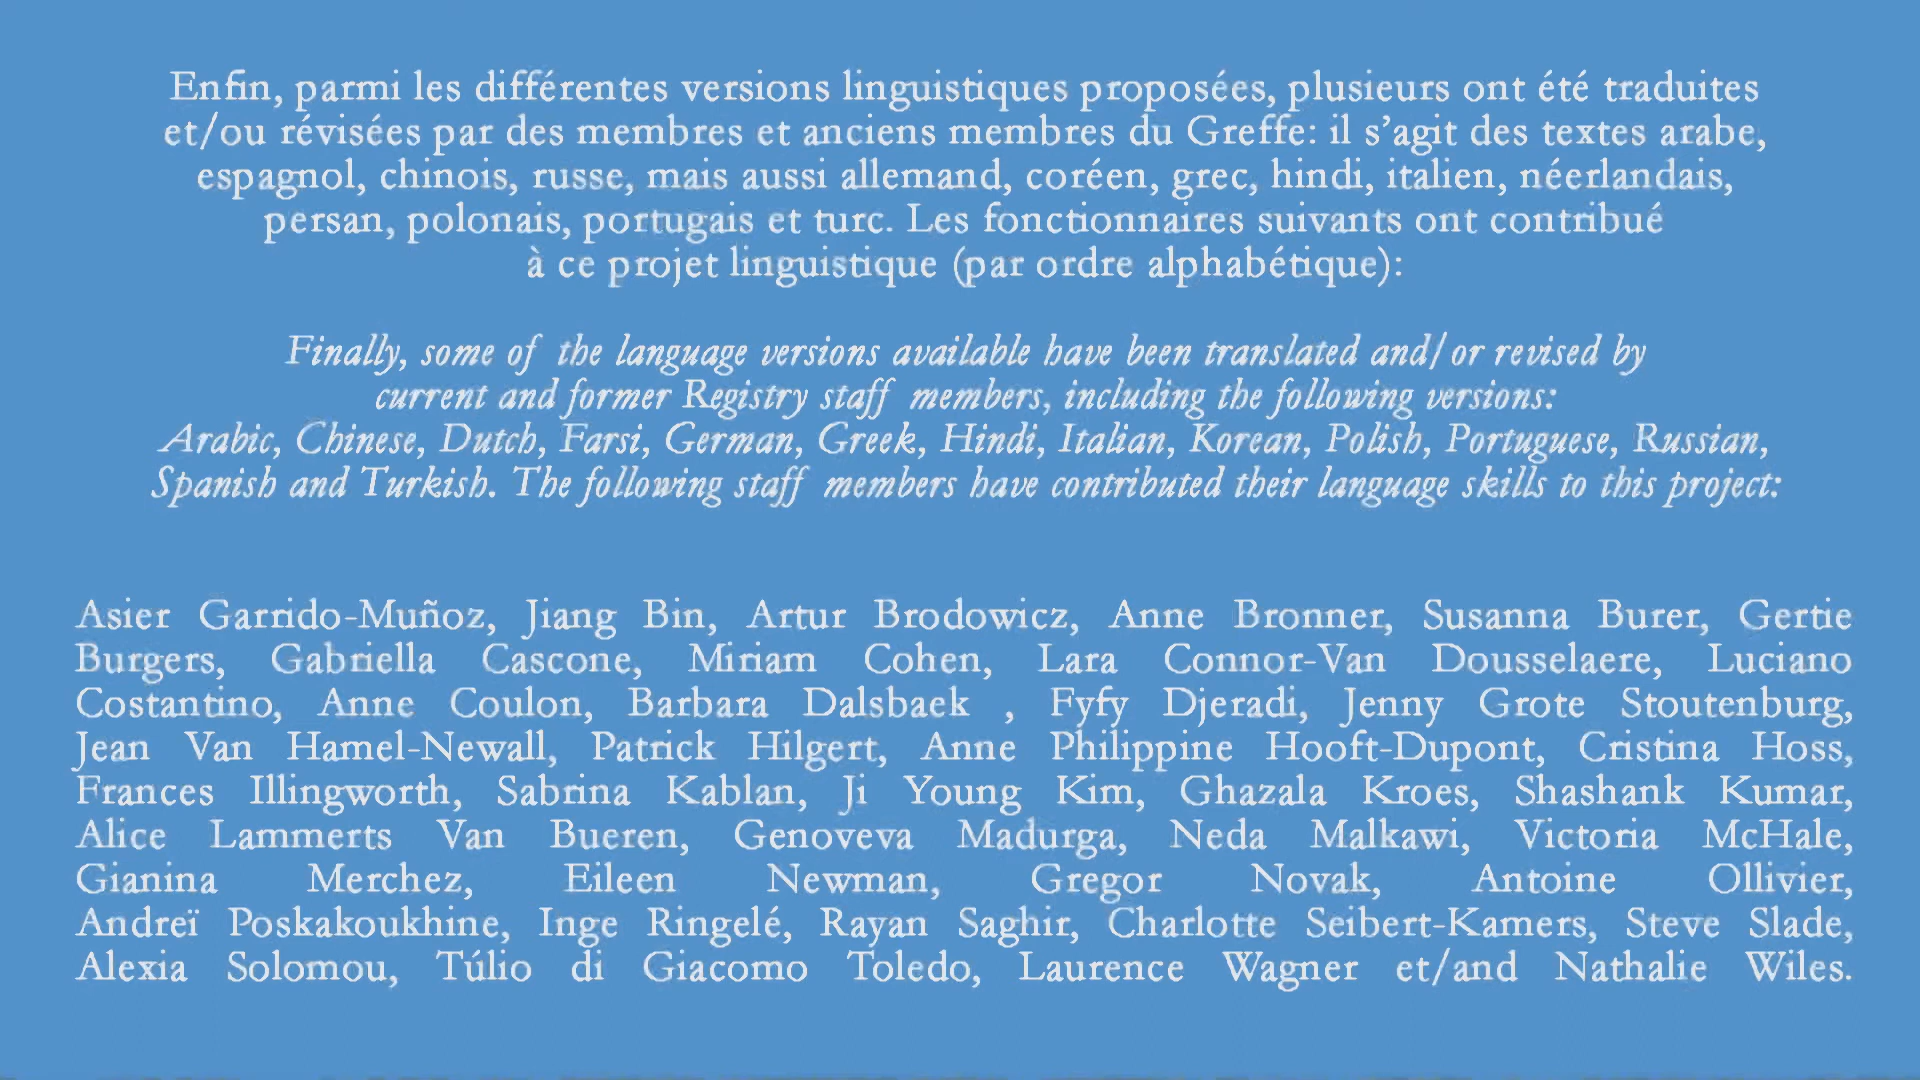 Enfin, parmi les différentes versions linguistiques proposées, plusieurs ont été traduites
et/ou révisées par des membres et anciens membres du Greffe: il s’agit des textes arabe,
espagnol, chinois, russe, mais aussi allemand, coréen, grec, hindi, italien, néerlandais,
persan, polonais, portugais et turc. Les fonctionnaires suivants ont contribué
à ce projet linguistique (par ordre alphabétique):
Finally, some of the language versions available have been translated and/or revised by
current and former Registry staff members, including the following versions:
Arabic, Chinese, Dutch, Farsi, German, Greek, Hindi, Italian, Korean, Polish, Portuguese, Russian,
Spanish and Turkish. The following staff members have contributed their language skills to this project:
Asier Garrido-Muñoz, Jiang Bin, Artur Brodowicz, Anne Bronner, Susanna Burer, Gertie
Burgers, Gabriella Cascone, Miriam Cohen, Lara Connor-Van Dousselaere, Luciano
Costantino, Anne Coulon, Barbara Dalsbaek , Fyfy Djeradi, Jenny Grote Stoutenburg,
Jean Van Hamel-Newall, Patrick Hilgert, Anne Philippine Hooft-Dupont, Cristina Hoss,
Frances Illingworth, Sabrina Kablan, Ji Young Kim, Ghazala Kroes, Shashank Kumar,
Alice Lammerts Van Bueren, Genoveva Madurga, Neda Malkawi, Victoria McHale,
Gianina Merchez, Eileen Newman, Gregor Novak, Antoine Ollivier,
Andreï Poskakoukhine, Inge Ringelé, Rayan Saghir, Charlotte Seibert-Kamers, Steve Slade,
Alexia Solomou, Túlio di Giacomo Toledo, Laurence Wagner et/and Nathalie Wiles.